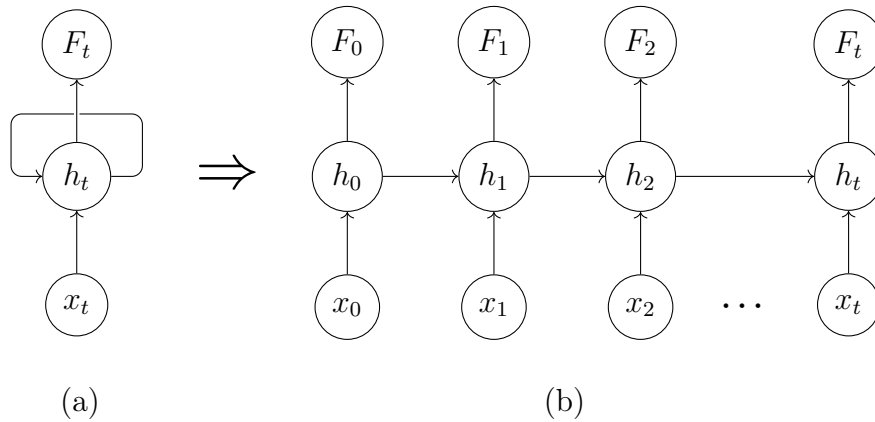 F_t F_0 F_1 F_2 F_t
h_t ⇒ h_0 h_1 h_2 h_t
x_t x_0 x_1 x_2 ... x_t
(a) (b)